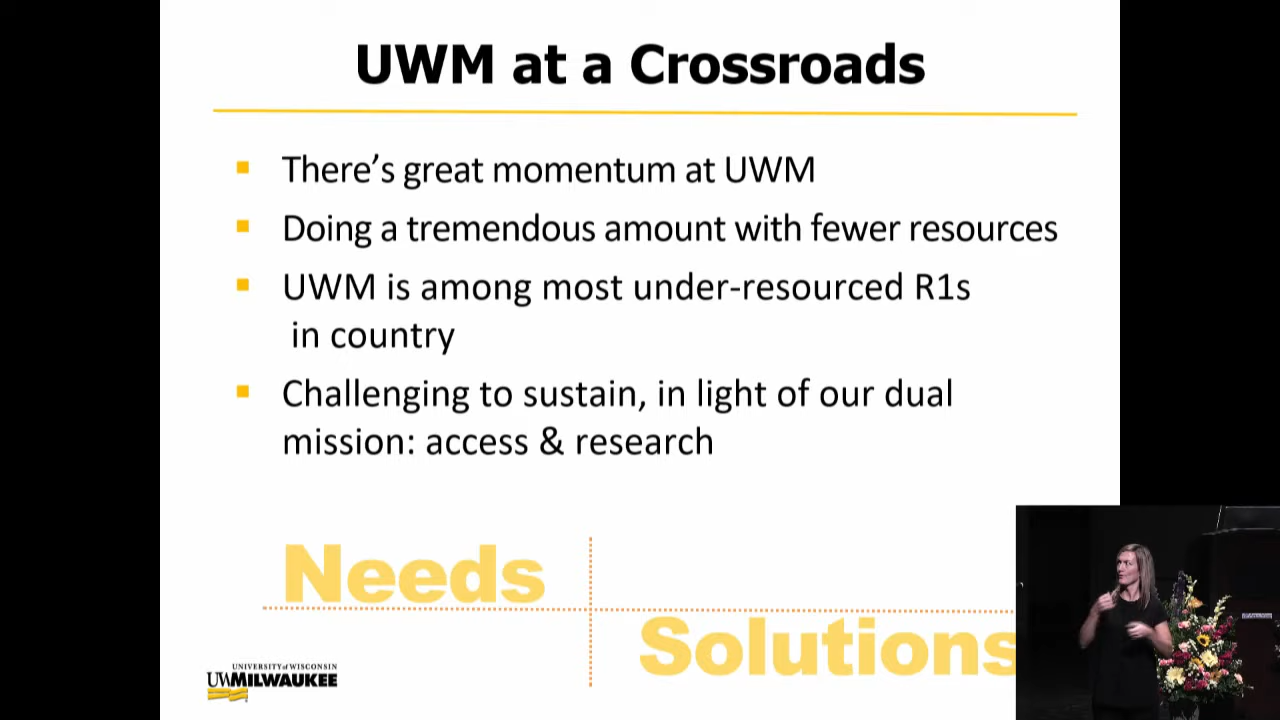 UWM at a Crossroads
There's great momentum at UWM
Doing a tremendous amount with fewer resources
UWM is among most under-resourced R1s
in country
Challenging to sustain, in light of our dual
mission: access & research
Needs
Solutions
UNIVERSITY of WISCONSIN
UWMILWAUKEE